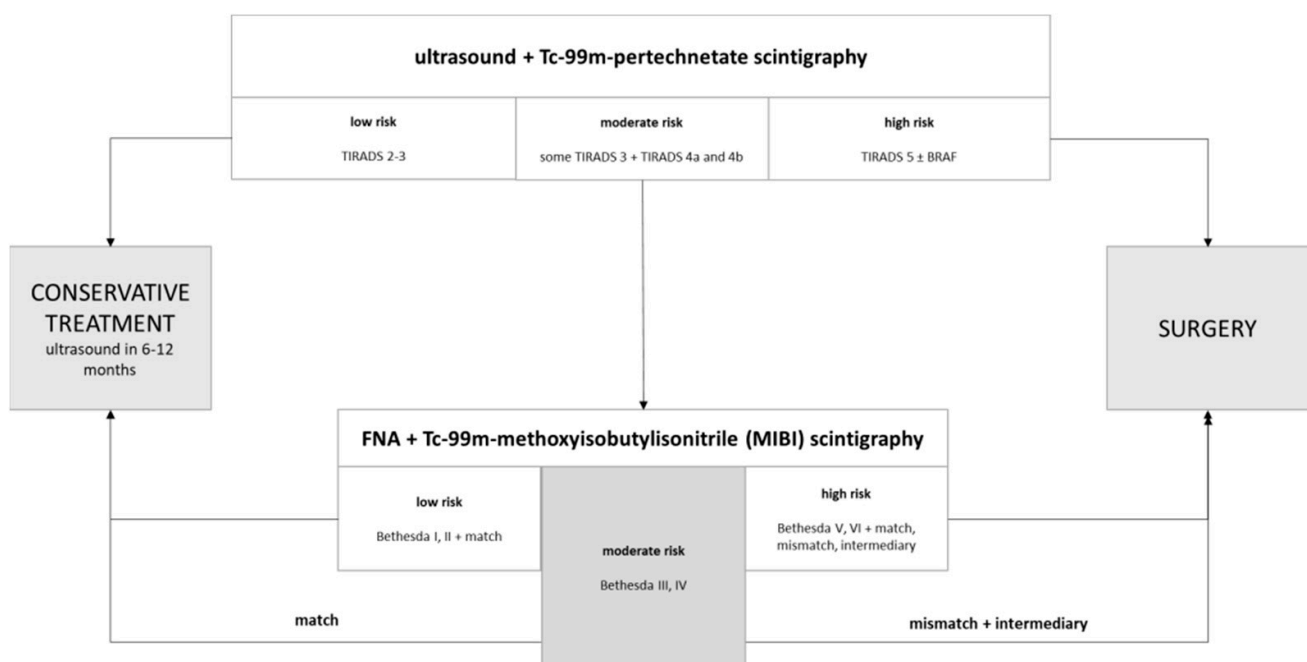 ultrasound + Tc-99m-pertechnetate scintigraphy
low risk
TIRADS 2-3
moderate risk
some TIRADS 3 + TIRADS 4a and 4b
high risk
TIRADS 5 ± BRAF
CONSERVATIVE
TREATMENT
ultrasound in 6-12
months
SURGERY
FNA + Tc-99m-methoxyisobutylisonitrile (MIBI) scintigraphy
low risk
Bethesda I, II + match
moderate risk
Bethesda III, IV
high risk
Bethesda V, VI + match,
mismatch, intermediary
match
mismatch + intermediary